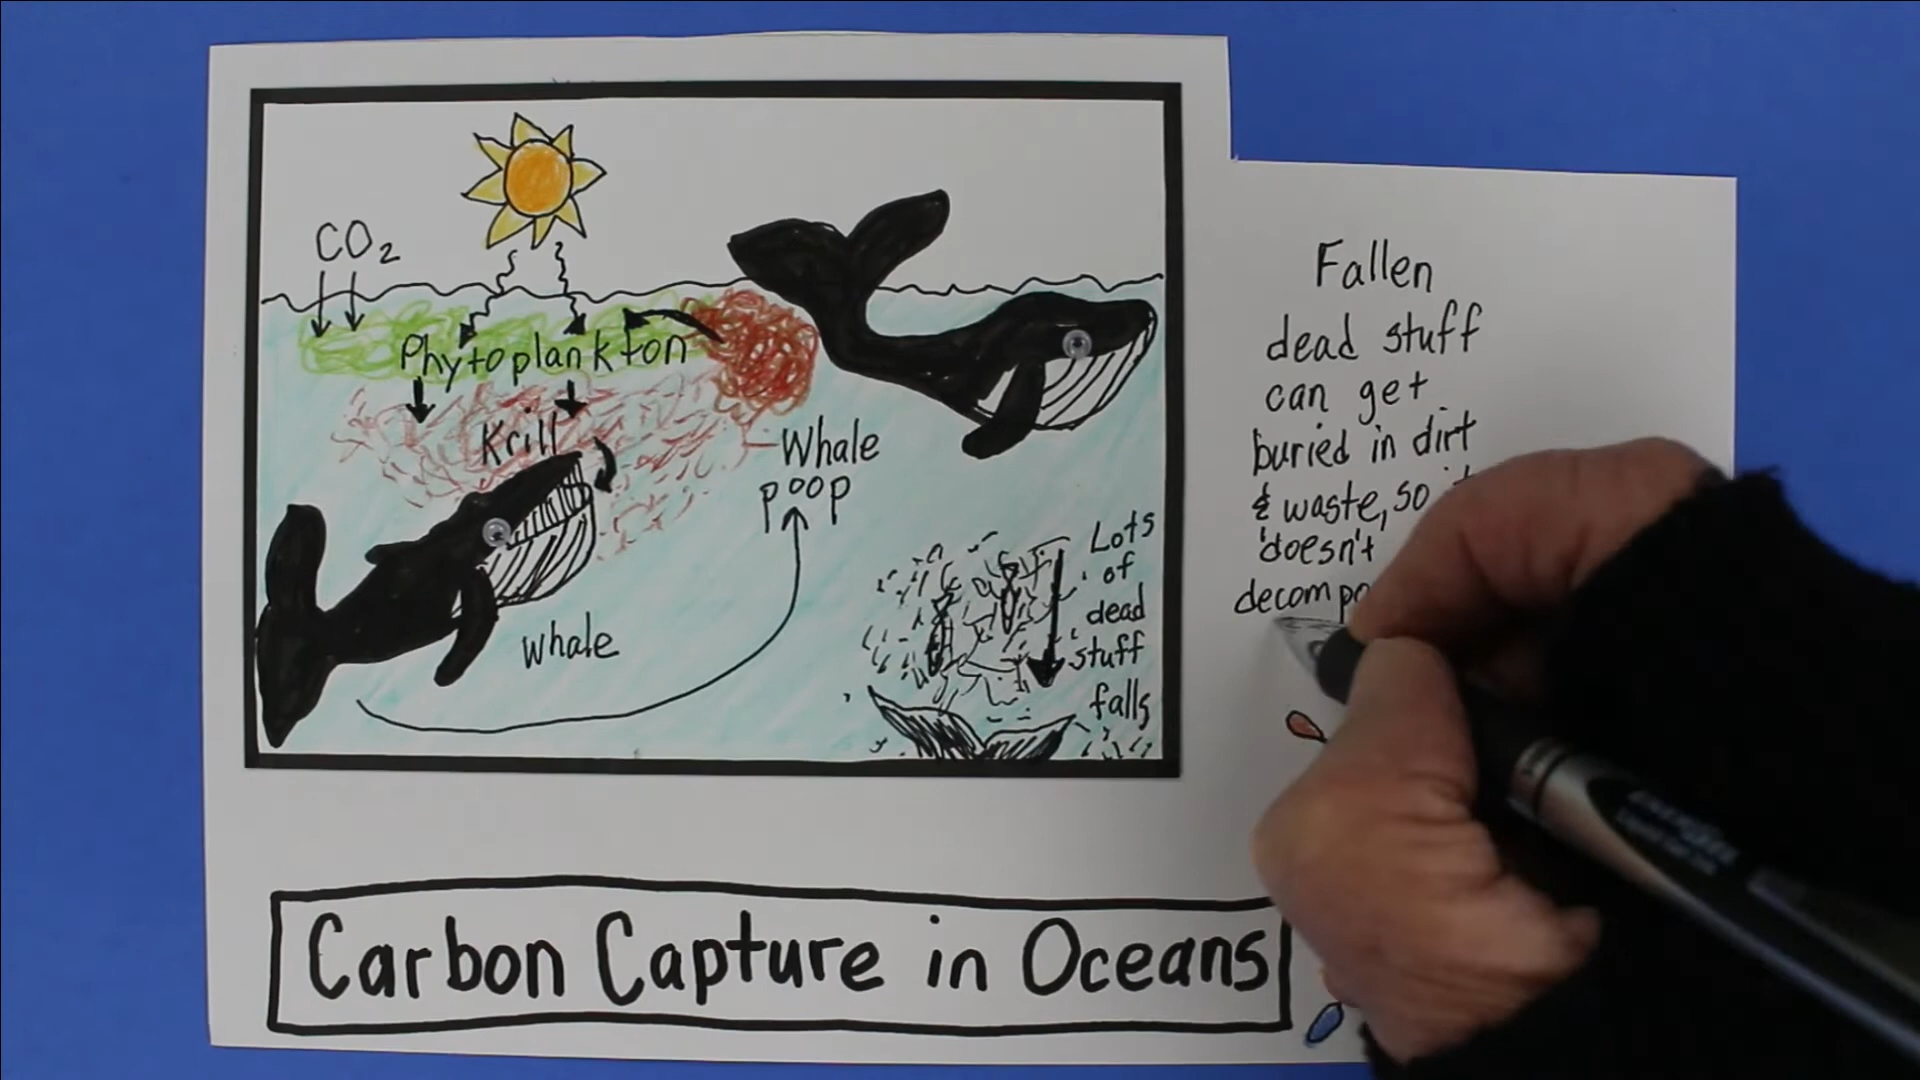 CO₂
Phytoplankton
Krill
Whale
poop
Whale
Lots
of
dead
stuff
falls
Fallen
dead stuff
can get
buried in dirt
& waste, so
doesn't
Carbon Capture in Oceans